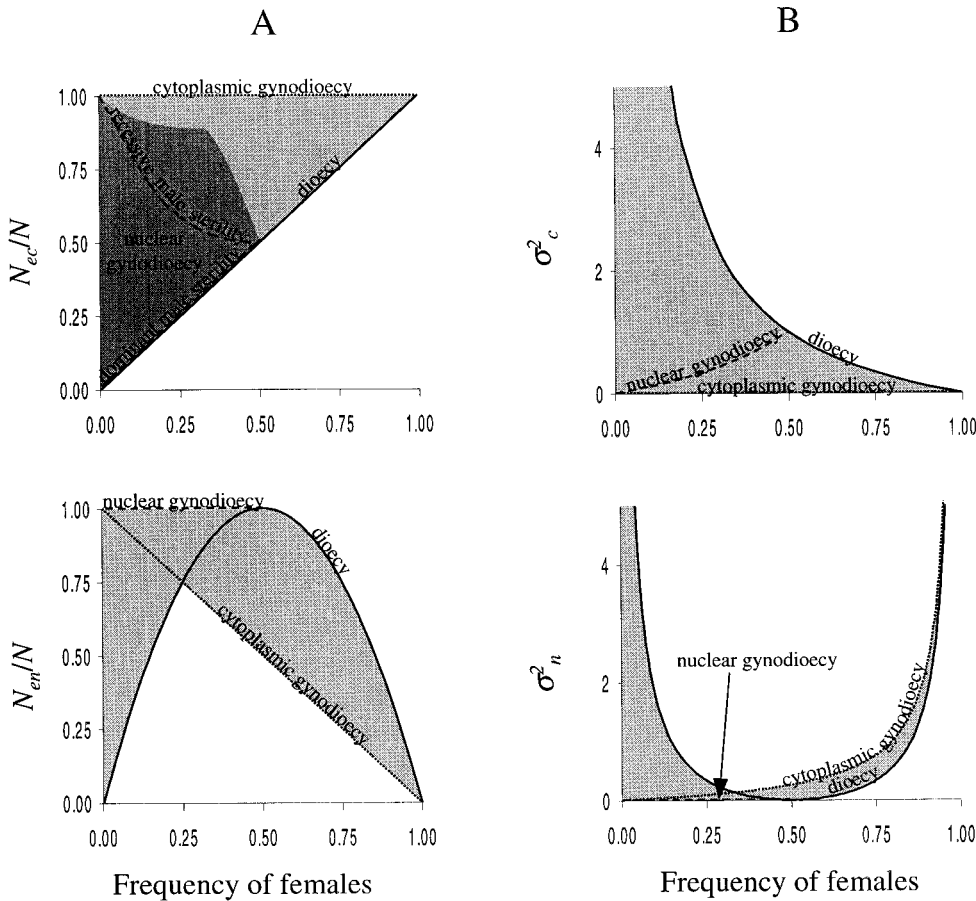 A
B
cytoplasmic gynodioecy
1.00
0.75
0.50
0.25
0.00
N_ec/N
recessive male sterility
nuclear
gynodioecy
dominant male sterility
dioecy
0.00 0.25 0.50 0.75 1.00
4
2
0
σ²_c
nuclear gynodioecy
dioecy
cytoplasmic gynodioecy
0.00 0.25 0.50 0.75 1.00
nuclear gynodioecy
1.00
0.75
0.50
0.25
0.00
N_en/N
dioecy
cytoplasmic gynodioecy
0.00 0.25 0.50 0.75 1.00
Frequency of females
4
2
0
σ²_n
nuclear gynodioecy
cytoplasmic gynodioecy
dioecy
0.00 0.25 0.50 0.75 1.00
Frequency of females